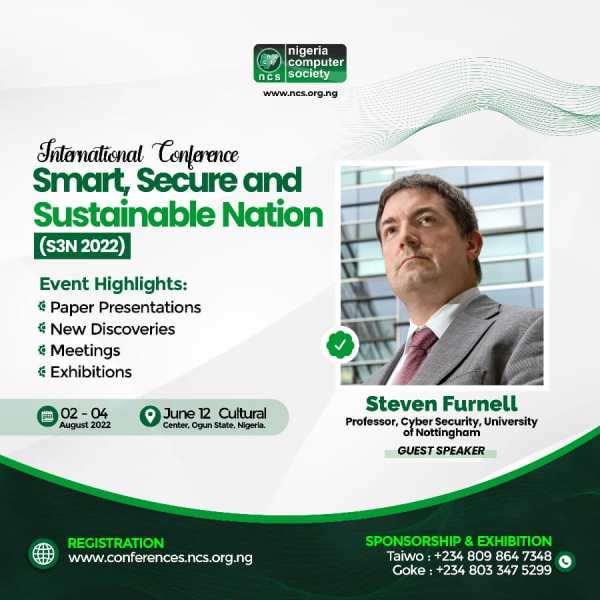 nigeria
computer
society
ncs
www.ncs.org.ng
International Conference
Smart, Secure and
Sustainable Nation
(S3N 2022)
Event Highlights:
Paper Presentations
New Discoveries
Meetings
Exhibitions
02 - 04
August 2022
June 12 Cultural
Center, Ogun State, Nigeria.
Steven Furnell
Professor, Cyber Security, University
of Nottingham
GUEST SPEAKER
REGISTRATION
www.conferences.ncs.org.ng
SPONSORSHIP & EXHIBITION
Taiwo : +234 809 864 7348
Goke : +234 803 347 5299